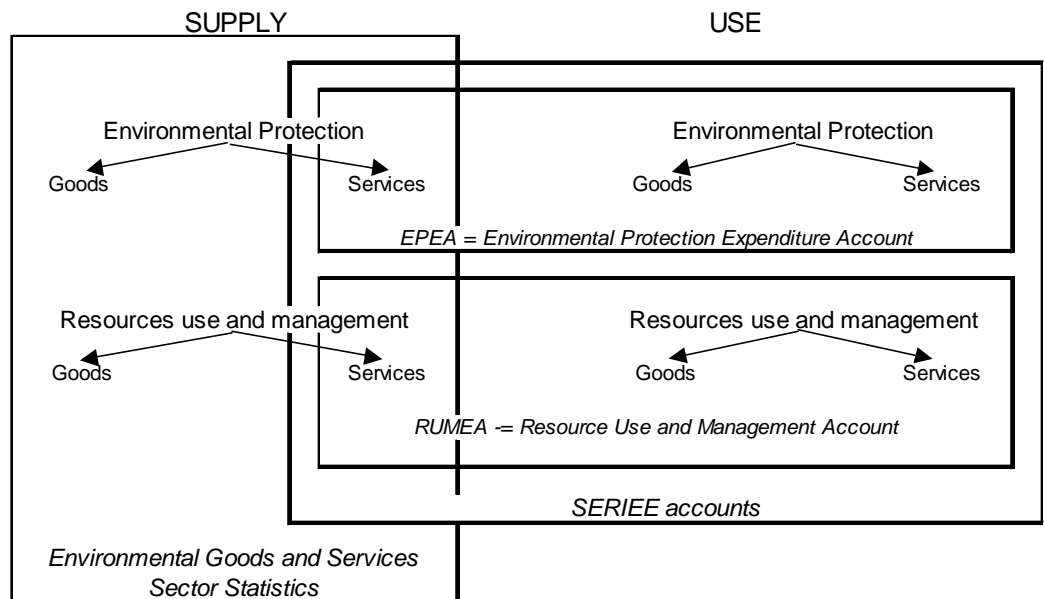 SUPPLY USE
Environmental Protection Environmental Protection
Goods Services Goods Services
EPEA = Environmental Protection Expenditure Account
Resources use and management Resources use and management
Goods Services Goods Services
RUMEA -= Resource Use and Management Account
SERIEE accounts
Environmental Goods and Services
Sector Statistics